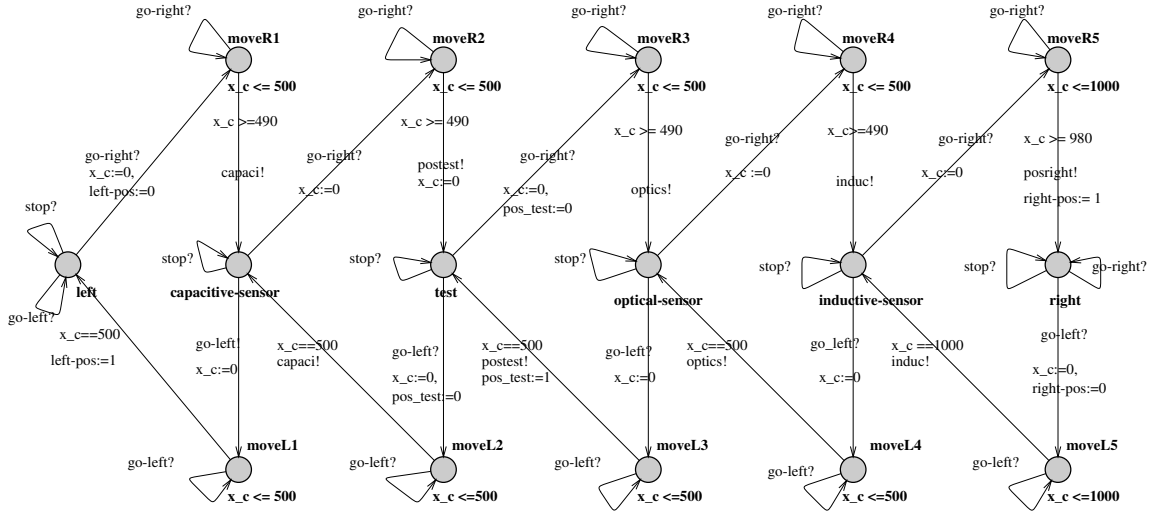 go-right?
go-right?
go-right?
go-right?
go-right?
moveR1
moveR2
moveR3
moveR4
moveR5
x_c <= 500
x_c <= 500
x_c <= 500
x_c <= 500
x_c <=1000
x_c >=490
x_c >= 490
x_c >= 490
x_c>=490
x_c >= 980
go-right?
x_c:=0,
left-pos:=0
capaci!
go-right?
x_c:=0
postest!
x_c:=0
go-right?
x_c:=0,
pos_test:=0
optics!
go-right?
x_c :=0
induc!
go-right?
x_c:=0
posright!
right-pos:= 1
stop?
stop?
stop?
stop?
stop?
stop?
go-right?
left
capacitive-sensor
test
optical-sensor
inductive-sensor
right
go-left?
x_c==500
left-pos:=1
go-left!
x_c:=0
x_c==500
capaci!
go-left?
x_c:=0,
pos_test:=0
x_c==500
postest!
pos_test:=1
go-left?
x_c:=0
x_c==500
optics!
go_left?
x_c:=0
x_c ==1000
induc!
go-left?
x_c:=0,
right-pos:=0
moveL1
moveL2
moveL3
moveL4
moveL5
go-left?
go-left?
go-left?
go-left?
go-left?
x_c <= 500
x_c <=500
x_c <=500
x_c <=500
x_c <=1000